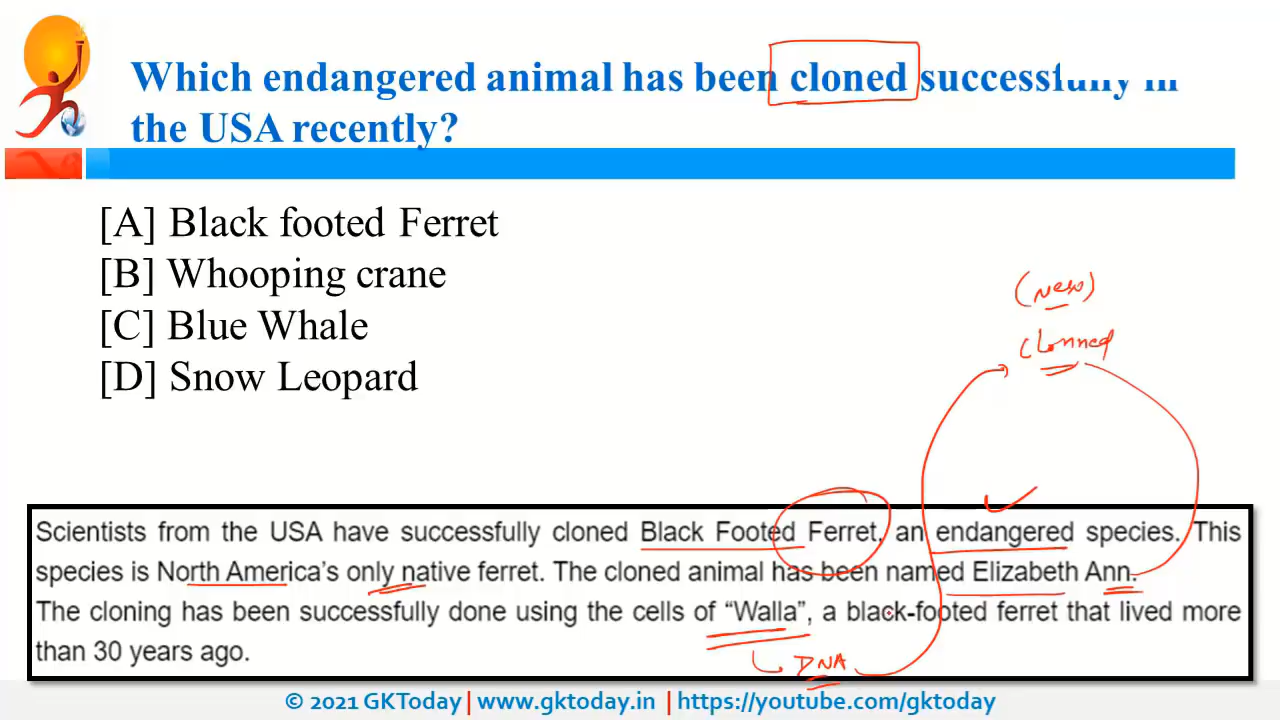 Which endangered animal has been cloned successfully in
the USA recently?
[A] Black footed Ferret
[B] Whooping crane
[C] Blue Whale
[D] Snow Leopard
(New)
Clonned
Scientists from the USA have successfully cloned Black Footed Ferret, an endangered species. This
species is North America's only native ferret. The cloned animal has been named Elizabeth Ann.
The cloning has been successfully done using the cells of “Walla”, a black-footed ferret that lived more
than 30 years ago.
DNA
© 2021 GKToday | www.gktoday.in | https://youtube.com/gktoday